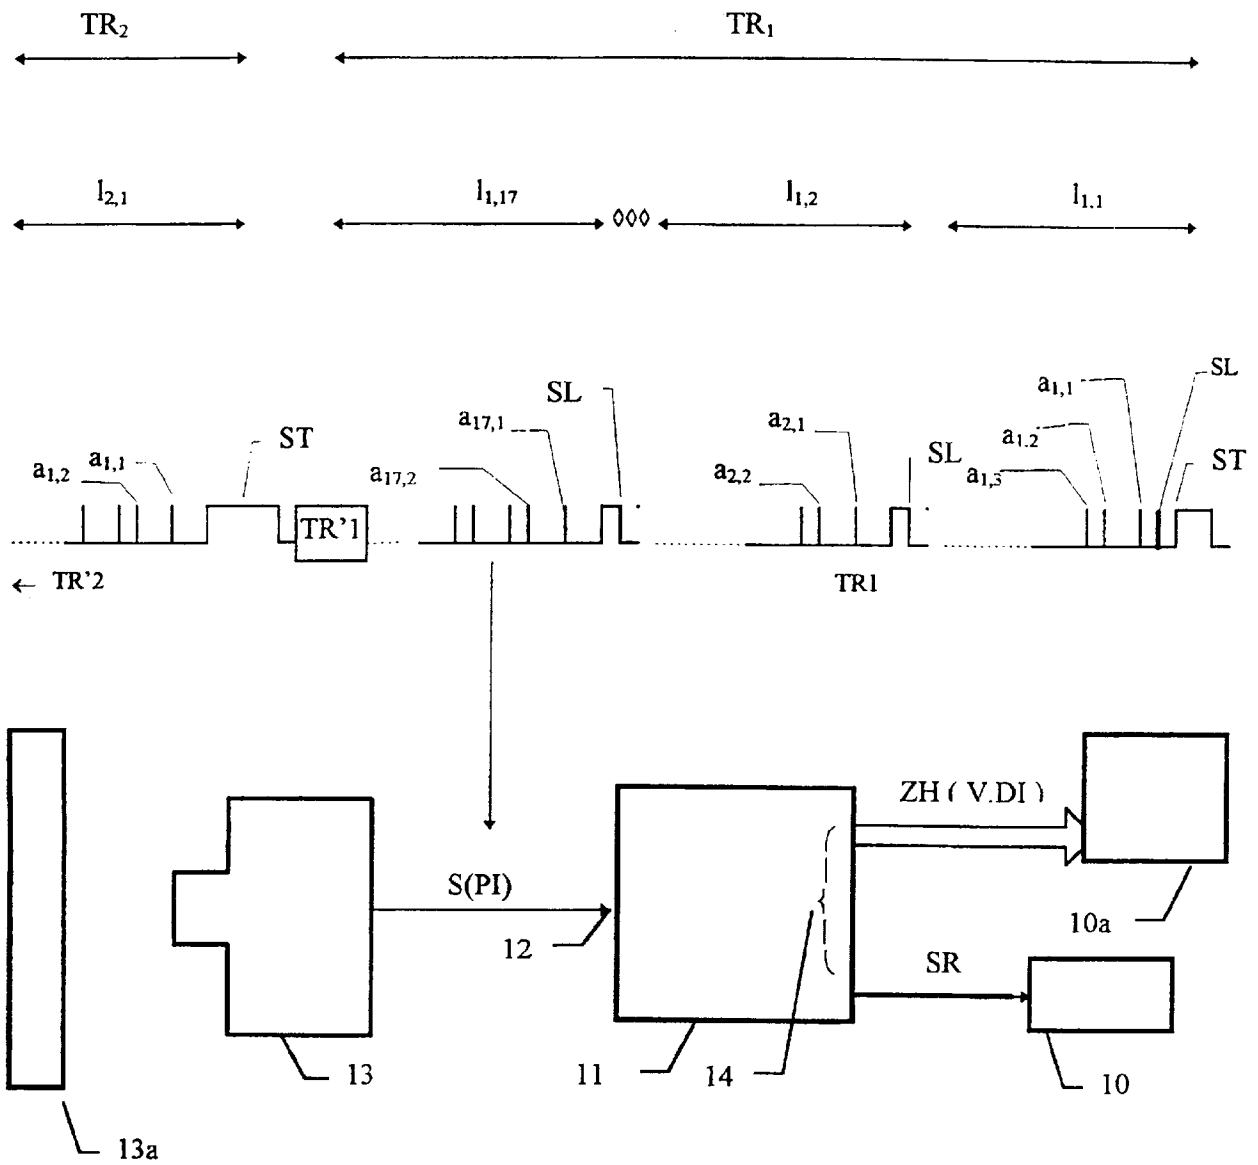 TR₂ TR₁
l₂,₁ l₁,₁₇ ◊◊◊ l₁,₂ l₁,₁
SL
a₁,₁
SL
a₁,₂ a₁,₁ ST a₁₇,₁ a₂,₁ a₁.₂
a₁₇,₂ a₂,₂ SL a₁,₃ ST
TR'1
← TR'2 TR1
ZH ( V.DI )
S(PI)
12 10a
SR
13 11 14 10
13a